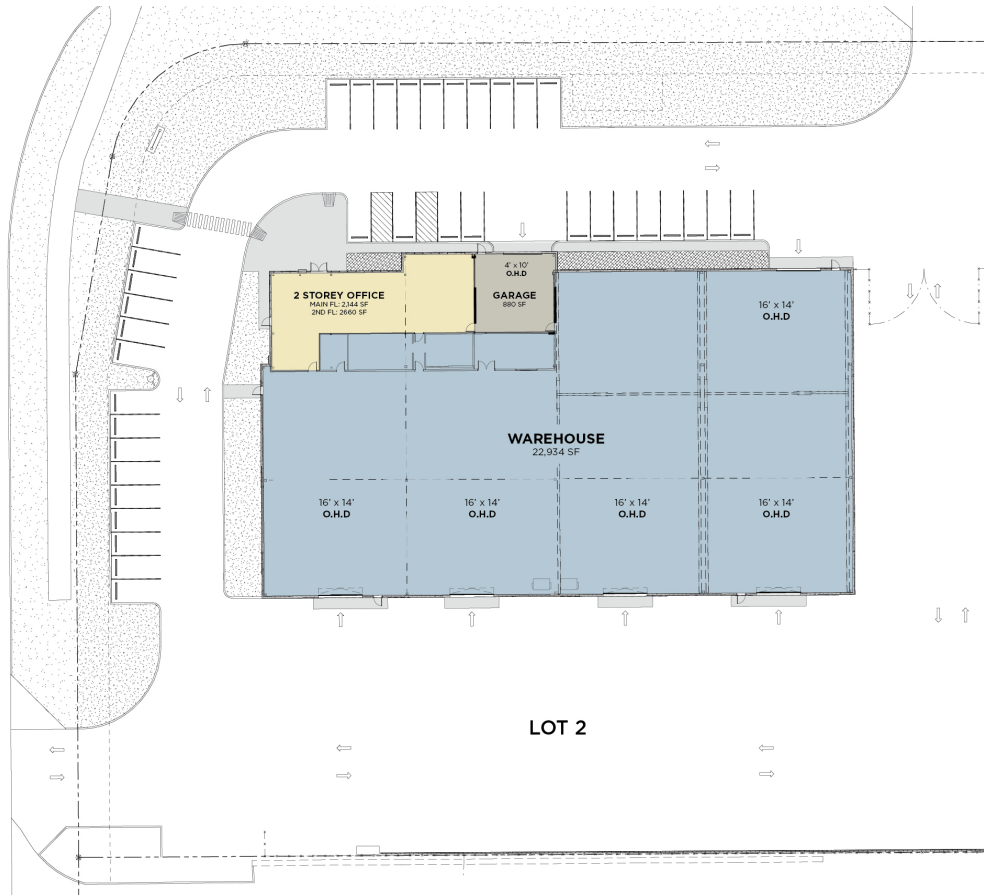 4' x 10'
O.H.D
GARAGE
880 SF
2 STOREY OFFICE
MAIN FL: 2,144 SF
2ND FL: 2660 SF
16' x 14'
O.H.D
WAREHOUSE
22,934 SF
16' x 14'
O.H.D
16' x 14'
O.H.D
16' x 14'
O.H.D
16' x 14'
O.H.D
LOT 2